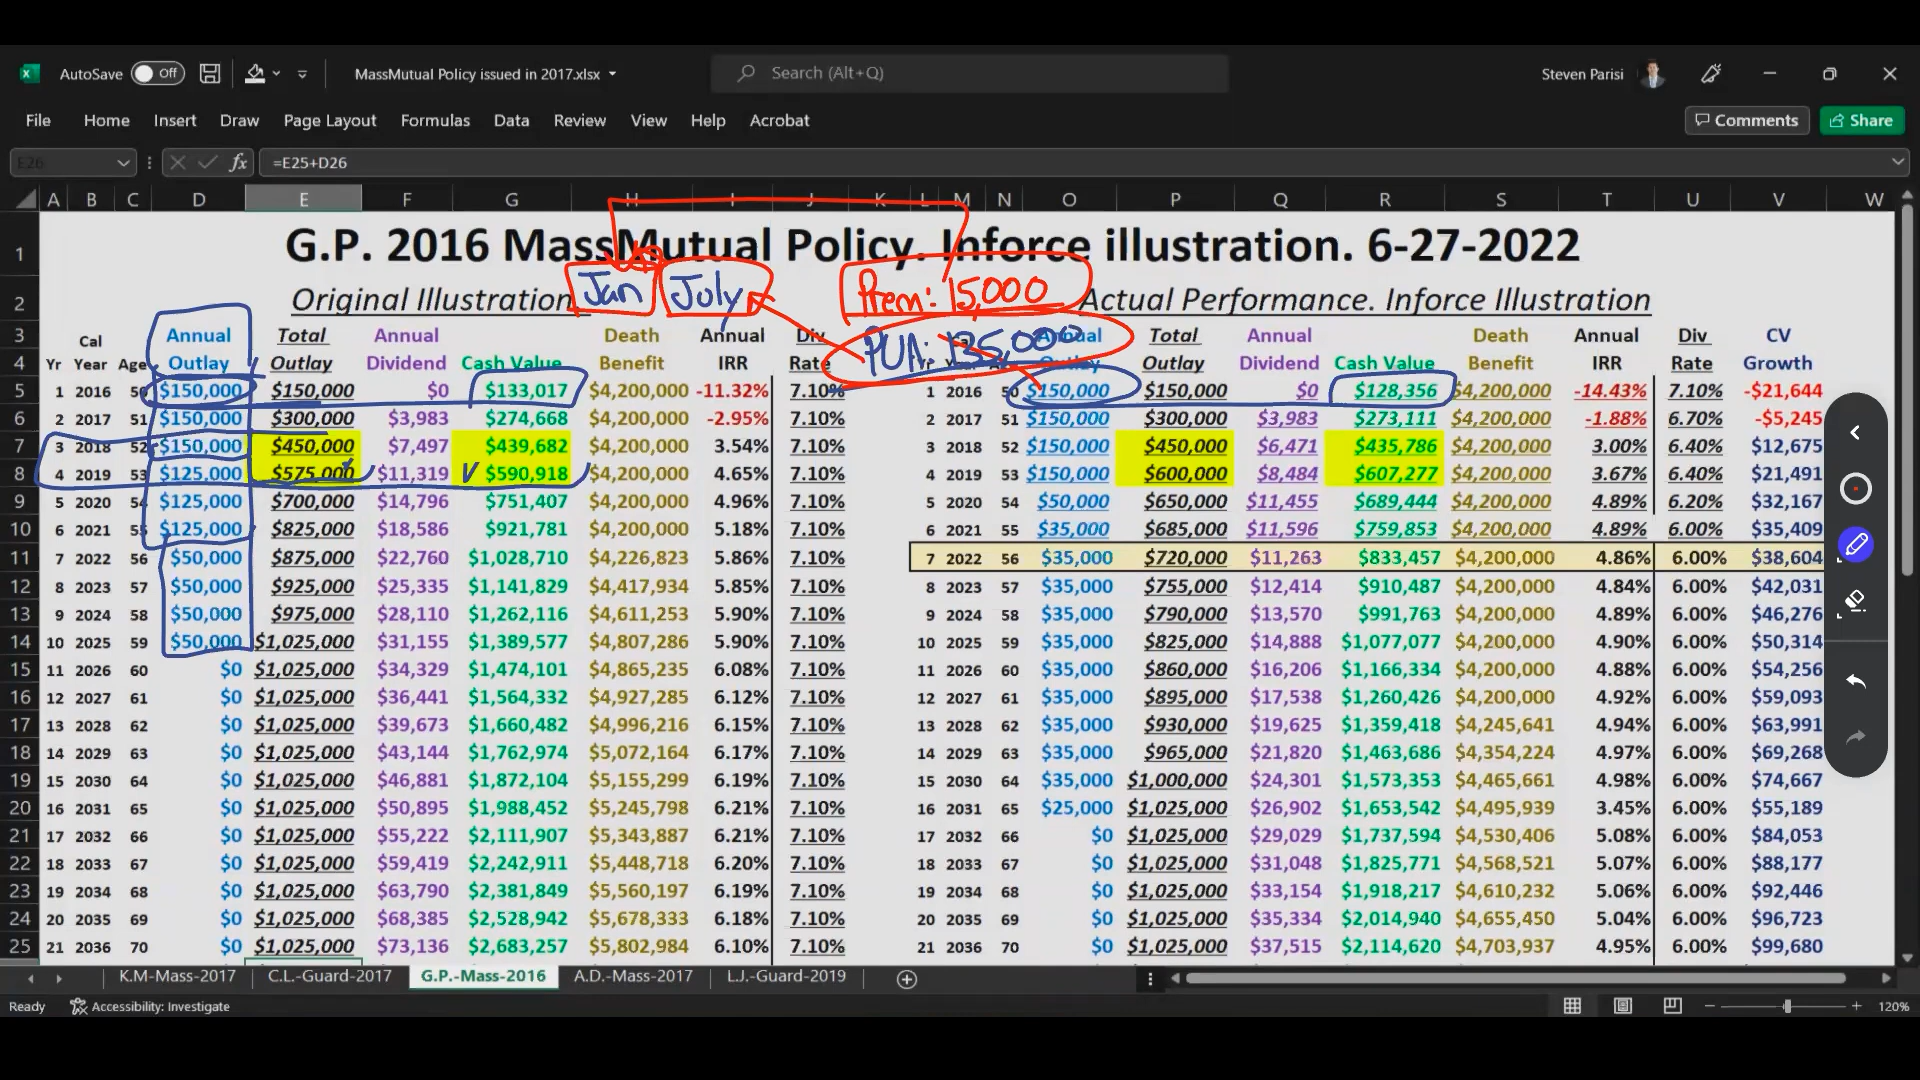 AutoSave Off MassMutual Policy issued in 2017.xlsx Search (Alt+Q) Steven Parisi
File Home Insert Draw Page Layout Formulas Data Review View Help Acrobat Comments Share
E26 fx =E25+D26
A B C D E F G H I J K L M N O P Q R S T U V W
1 G.P. 2016 MassMutual Policy. Inforce illustration. 6-27-2022
Jan July Prem: 15,000
2 Original Illustration Actual Performance. Inforce Illustration
PUA: 135,000
3 Cal Annual Total Annual Death Annual Div Annual Total Annual Death Annual Div CV
4 Yr Year Age Outlay Outlay Dividend Cash Value Benefit IRR Rate Outlay Outlay Dividend Cash Value Benefit IRR Rate Growth
5 1 2016 50 $150,000 $150,000 $0 $133,017 $4,200,000 -11.32% 7.10% 1 2016 50 $150,000 $150,000 $0 $128,356 $4,200,000 -14.43% 7.10% -$21,644
6 2 2017 51 $150,000 $300,000 $3,983 $274,668 $4,200,000 -2.95% 7.10% 2 2017 51 $150,000 $300,000 $3,983 $273,111 $4,200,000 -1.88% 6.70% -$5,245
7 3 2018 52 $150,000 $450,000 $7,497 $439,682 $4,200,000 3.54% 7.10% 3 2018 52 $150,000 $450,000 $6,471 $435,786 $4,200,000 3.00% 6.40% $12,675
8 4 2019 53 $125,000 $575,000 $11,319 $590,918 $4,200,000 4.65% 7.10% 4 2019 53 $150,000 $600,000 $8,484 $607,277 $4,200,000 3.67% 6.40% $21,491
9 5 2020 54 $125,000 $700,000 $14,796 $751,407 $4,200,000 4.96% 7.10% 5 2020 54 $50,000 $650,000 $11,455 $689,444 $4,200,000 4.89% 6.20% $32,167
10 6 2021 55 $125,000 $825,000 $18,586 $921,781 $4,200,000 5.18% 7.10% 6 2021 55 $35,000 $685,000 $11,596 $759,853 $4,200,000 4.89% 6.00% $35,409
11 7 2022 56 $50,000 $875,000 $22,760 $1,028,710 $4,226,823 5.86% 7.10% 7 2022 56 $35,000 $720,000 $11,263 $833,457 $4,200,000 4.86% 6.00% $38,604
12 8 2023 57 $50,000 $925,000 $25,335 $1,141,829 $4,417,934 5.85% 7.10% 8 2023 57 $35,000 $755,000 $12,414 $910,487 $4,200,000 4.84% 6.00% $42,031
13 9 2024 58 $50,000 $975,000 $28,110 $1,262,116 $4,611,253 5.90% 7.10% 9 2024 58 $35,000 $790,000 $13,570 $991,763 $4,200,000 4.89% 6.00% $46,276
14 10 2025 59 $50,000 $1,025,000 $31,155 $1,389,577 $4,807,286 5.90% 7.10% 10 2025 59 $35,000 $825,000 $14,888 $1,077,077 $4,200,000 4.90% 6.00% $50,314
15 11 2026 60 $0 $1,025,000 $34,329 $1,474,101 $4,865,235 6.08% 7.10% 11 2026 60 $35,000 $860,000 $16,206 $1,166,334 $4,200,000 4.88% 6.00% $54,256
16 12 2027 61 $0 $1,025,000 $36,441 $1,564,332 $4,927,285 6.12% 7.10% 12 2027 61 $35,000 $895,000 $17,538 $1,260,426 $4,200,000 4.92% 6.00% $59,093
17 13 2028 62 $0 $1,025,000 $39,673 $1,660,482 $4,996,216 6.15% 7.10% 13 2028 62 $35,000 $930,000 $19,625 $1,359,418 $4,245,641 4.94% 6.00% $63,991
18 14 2029 63 $0 $1,025,000 $43,144 $1,762,974 $5,072,164 6.17% 7.10% 14 2029 63 $35,000 $965,000 $21,820 $1,463,686 $4,354,224 4.97% 6.00% $69,268
19 15 2030 64 $0 $1,025,000 $46,881 $1,872,104 $5,155,299 6.19% 7.10% 15 2030 64 $35,000 $1,000,000 $24,301 $1,573,353 $4,465,661 4.98% 6.00% $74,667
20 16 2031 65 $0 $1,025,000 $50,895 $1,988,452 $5,245,798 6.21% 7.10% 16 2031 65 $25,000 $1,025,000 $26,902 $1,653,542 $4,495,939 3.45% 6.00% $55,189
21 17 2032 66 $0 $1,025,000 $55,222 $2,111,907 $5,343,887 6.21% 7.10% 17 2032 66 $0 $1,025,000 $29,029 $1,737,594 $4,530,406 5.08% 6.00% $84,053
22 18 2033 67 $0 $1,025,000 $59,419 $2,242,911 $5,448,718 6.20% 7.10% 18 2033 67 $0 $1,025,000 $31,048 $1,825,771 $4,568,521 5.07% 6.00% $88,177
23 19 2034 68 $0 $1,025,000 $63,790 $2,381,849 $5,560,197 6.19% 7.10% 19 2034 68 $0 $1,025,000 $33,154 $1,918,217 $4,610,232 5.06% 6.00% $92,446
24 20 2035 69 $0 $1,025,000 $68,385 $2,528,942 $5,678,333 6.18% 7.10% 20 2035 69 $0 $1,025,000 $35,334 $2,014,940 $4,655,450 5.04% 6.00% $96,723
25 21 2036 70 $0 $1,025,000 $73,136 $2,683,257 $5,802,984 6.10% 7.10% 21 2036 70 $0 $1,025,000 $37,515 $2,114,620 $4,703,937 4.95% 6.00% $99,680
K.M-Mass-2017 C.L.-Guard-2017 G.P.-Mass-2016 A.D.-Mass-2017 L.J.-Guard-2019
Ready Accessibility: Investigate 120%